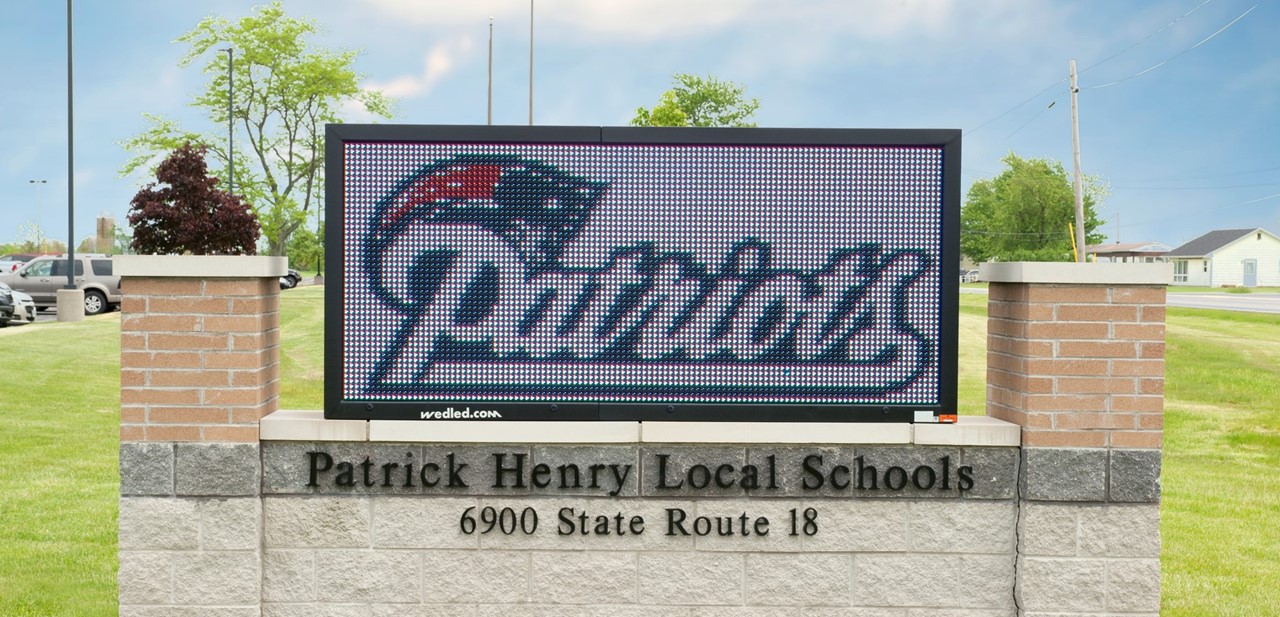 Patriots
wedled.com
Patrick Henry Local Schools
6900 State Route 18